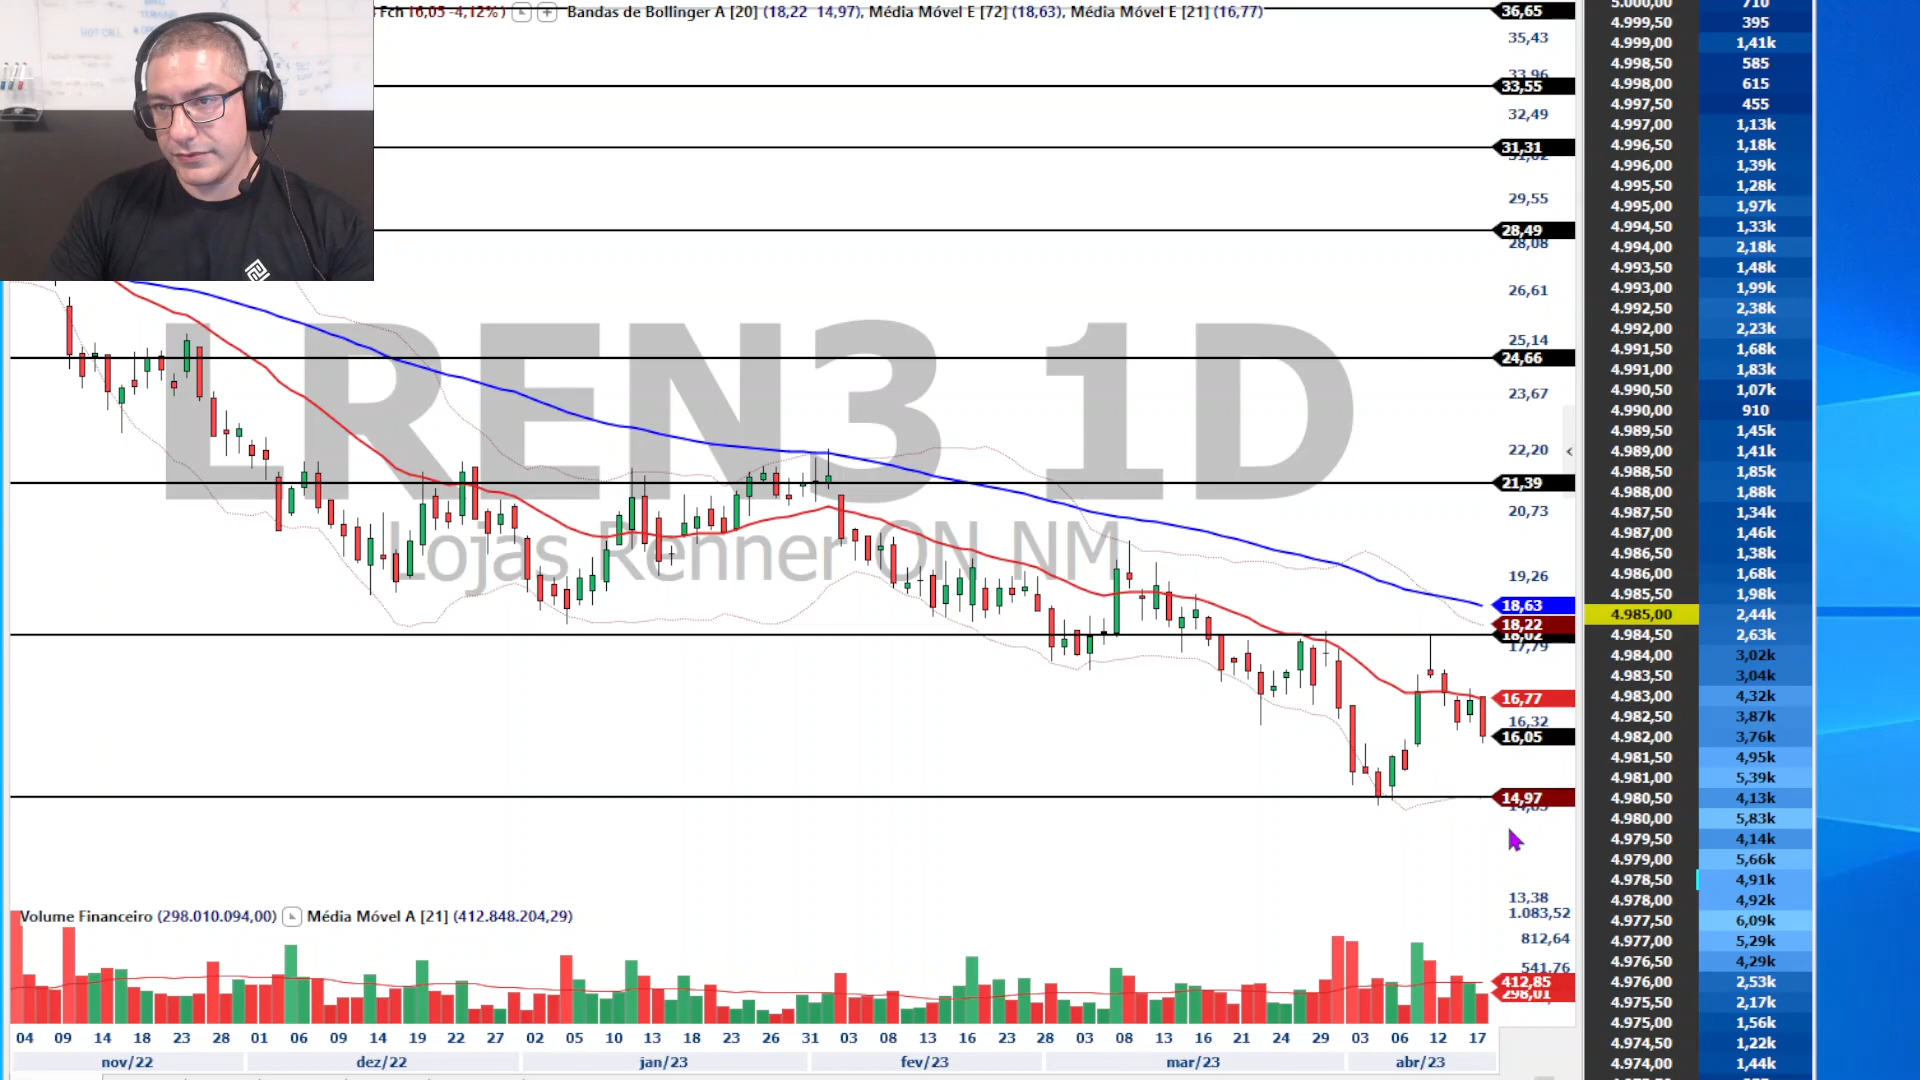 Fch 16,05 -4,12%) Bandas de Bollinger A [20] (18,22 14,97), Média Móvel E [72] (18,63), Média Móvel E [21] (16,77)
36,65
35,43
33,96
33,55
32,49
31,31
29,55
28,49
28,08
26,61
25,14
24,66
23,67
22,20
21,39
20,73
19,26
18,63
18,22
18,02
17,79
16,77
16,32
16,05
14,97
13,38
LREN3 1D
Lojas Renner ON NM
Volume Financeiro (298.010.094,00) Média Móvel A [21] (412.848.204,29)
1.083,52
812,64
541,76
412,85
298,01
04 09 14 18 23 28 01 06 09 14 19 22 27 02 05 10 13 18 23 26 31 03 08 13 16 23 28 03 08 13 16 21 24 29 03 06 12 17
nov/22 dez/22 jan/23 fev/23 mar/23 abr/23
5.000,00 710
4.999,50 395
4.999,00 1,41k
4.998,50 585
4.998,00 615
4.997,50 455
4.997,00 1,13k
4.996,50 1,18k
4.996,00 1,39k
4.995,50 1,28k
4.995,00 1,97k
4.994,50 1,33k
4.994,00 2,18k
4.993,50 1,48k
4.993,00 1,99k
4.992,50 2,38k
4.992,00 2,23k
4.991,50 1,68k
4.991,00 1,83k
4.990,50 1,07k
4.990,00 910
4.989,50 1,45k
4.989,00 1,41k
4.988,50 1,85k
4.988,00 1,88k
4.987,50 1,34k
4.987,00 1,46k
4.986,50 1,38k
4.986,00 1,68k
4.985,50 1,98k
4.985,00 2,44k
4.984,50 2,63k
4.984,00 3,02k
4.983,50 3,04k
4.983,00 4,32k
4.982,50 3,87k
4.982,00 3,76k
4.981,50 4,95k
4.981,00 5,39k
4.980,50 4,13k
4.980,00 5,83k
4.979,50 4,14k
4.979,00 5,66k
4.978,50 4,91k
4.978,00 4,92k
4.977,50 6,09k
4.977,00 5,29k
4.976,50 4,29k
4.976,00 2,53k
4.975,50 2,17k
4.975,00 1,56k
4.974,50 1,22k
4.974,00 1,44k